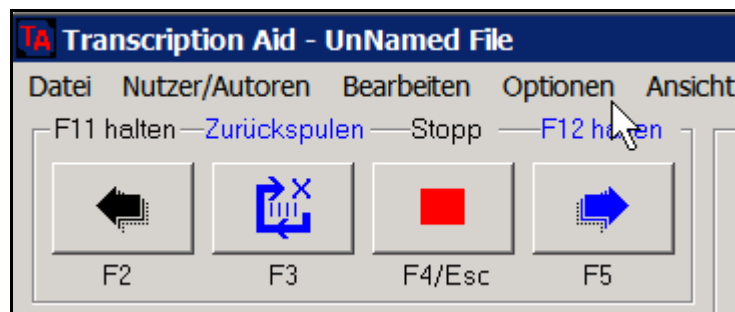 TA Transcription Aid - UnNamed File
Datei Nutzer/Autoren Bearbeiten Optionen Ansicht
F11 halten Zurückspulen Stopp F12 halten
F2 F3 F4/Esc F5